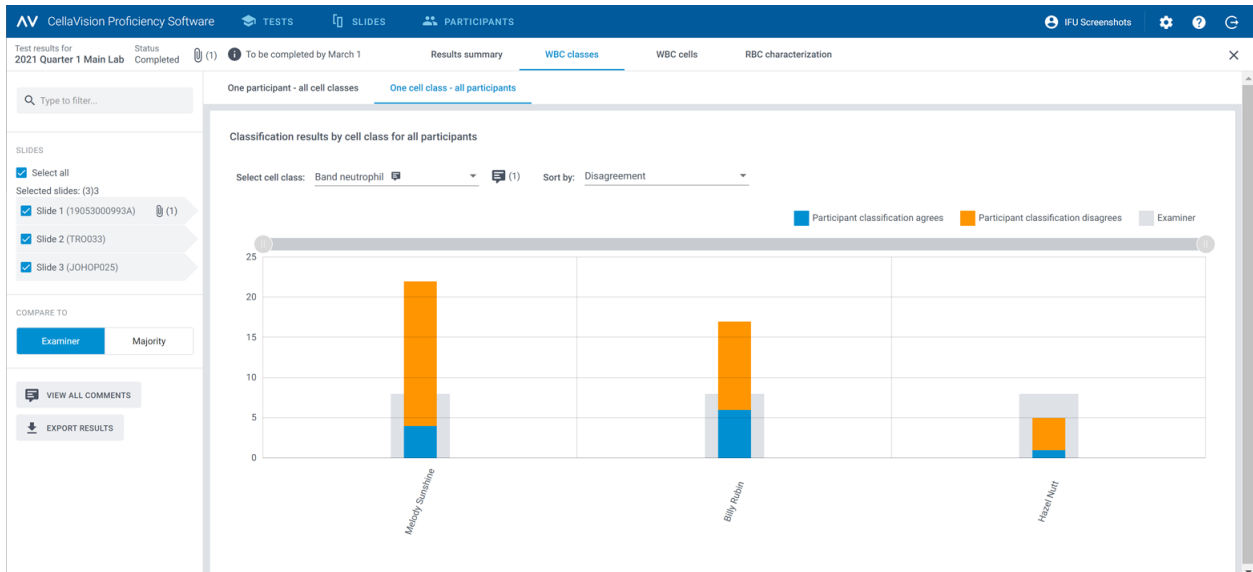 CellaVision Proficiency Software TESTS SLIDES PARTICIPANTS IFU Screenshots
Test results for Status
2021 Quarter 1 Main Lab Completed (1) To be completed by March 1 Results summary WBC classes WBC cells RBC characterization
Type to filter...
SLIDES
Select all
Selected slides: (3)3
Slide 1 (19053000993A) (1)
Slide 2 (TRO033)
Slide 3 (JOHOP025)
COMPARE TO
Examiner Majority
VIEW ALL COMMENTS
EXPORT RESULTS
One participant - all cell classes One cell class - all participants
Classification results by cell class for all participants
Select cell class: Band neutrophil (1) Sort by: Disagreement
Participant classification agrees Participant classification disagrees Examiner
25
20
15
10
5
0
Melody Sunshine
Billy Rubin
Hazel Nutt